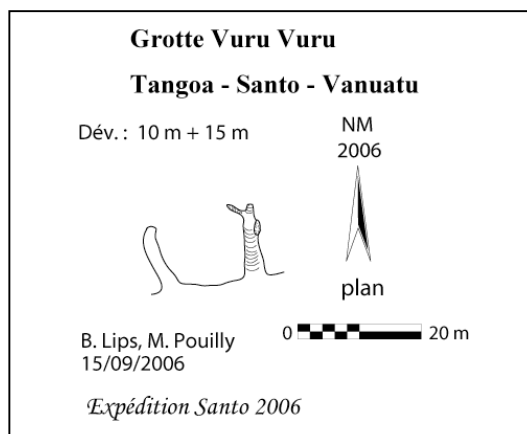 Grotte Vuru Vuru
Tangoa - Santo - Vanuatu
Dév. : 10 m + 15 m
NM
2006
plan
0 20 m
B. Lips, M. Pouilly
15/09/2006
Expédition Santo 2006